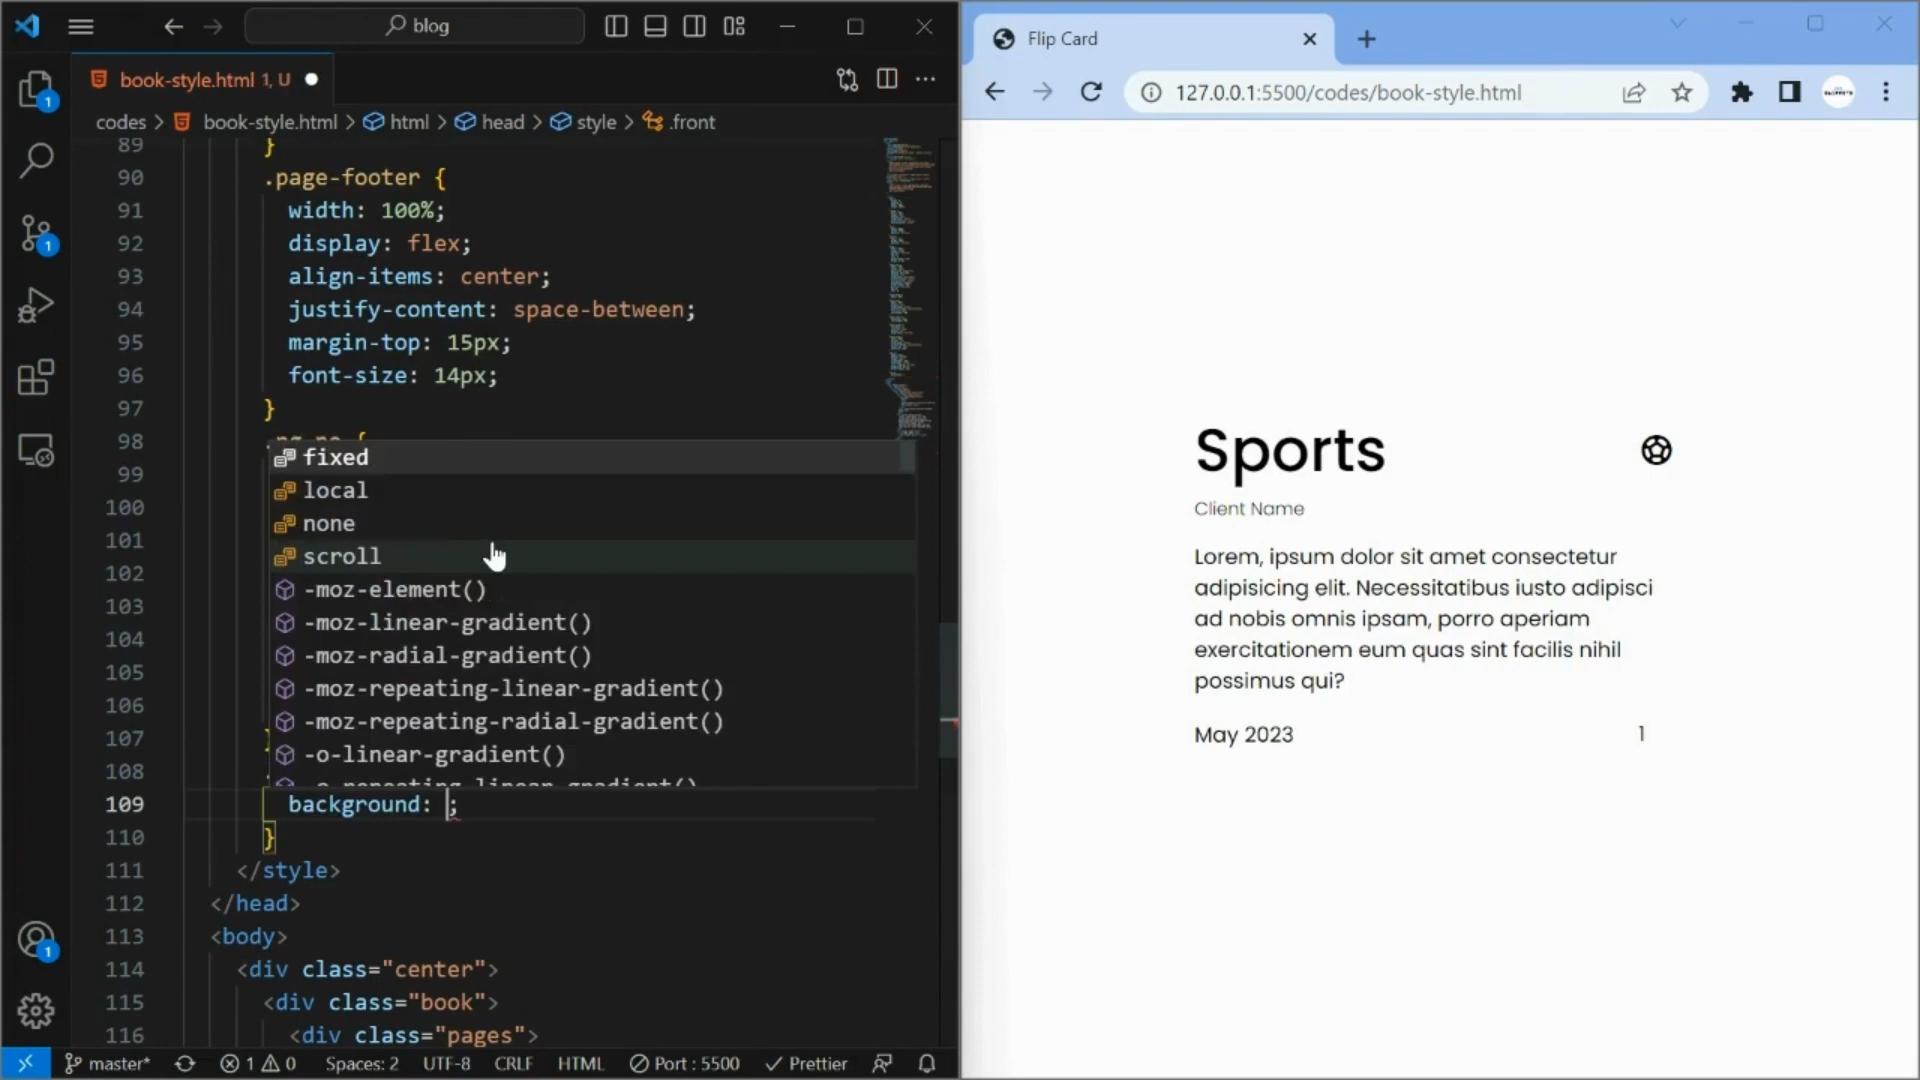 blog
book-style.html 1, U
codes > book-style.html > html > head > style > .front
89 }
90 .page-footer {
91 width: 100%;
92 display: flex;
93 align-items: center;
94 justify-content: space-between;
95 margin-top: 15px;
96 font-size: 14px;
97 }
98
99
100
101
102
103
104
105
106
107
108
fixed
local
none
scroll
-moz-element()
-moz-linear-gradient()
-moz-radial-gradient()
-moz-repeating-linear-gradient()
-moz-repeating-radial-gradient()
-o-linear-gradient()
109 background: ;
110 }
111 </style>
112 </head>
113 <body>
114 <div class="center">
115 <div class="book">
116 <div class="pages">
1
1
1
master* 1 0 Spaces: 2 UTF-8 CRLF HTML Port : 5500 Prettier
Flip Card
127.0.0.1:5500/codes/book-style.html
Sports
Client Name
Lorem, ipsum dolor sit amet consectetur
adipisicing elit. Necessitatibus iusto adipisci
ad nobis omnis ipsam, porro aperiam
exercitationem eum quas sint facilis nihil
possimus qui?
May 2023 1